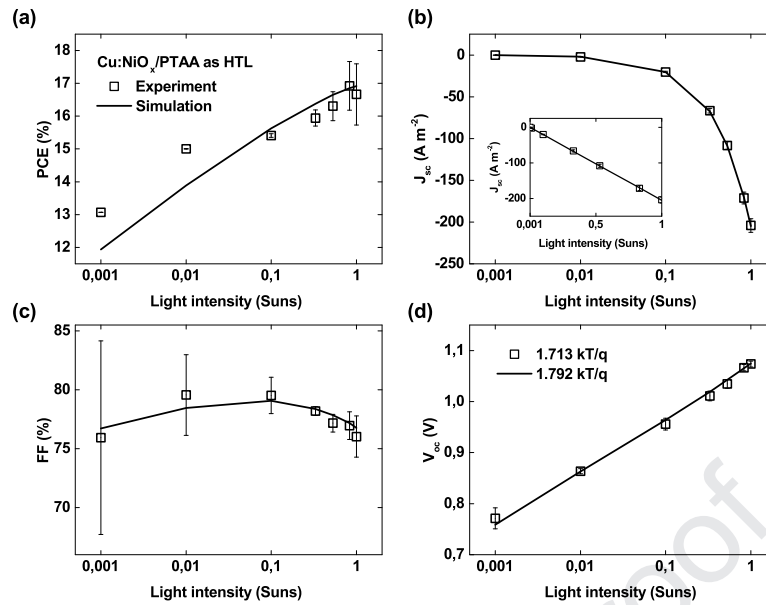 (a)
18
17
16
15
14
13
12
PCE (%)
Cu:NiOx/PTAA as HTL
Experiment
Simulation
0,001
0,01
0,1
1
Light intensity (Suns)
(b)
0
-50
-100
-150
-200
-250
Jsc (A m-2)
0
-100
-200
Jsc (A m-2)
0,001
0,5
1
Light intensity (Suns)
0,001
0,01
0,1
1
Light intensity (Suns)
(c)
85
80
75
70
FF (%)
0,001
0,01
0,1
1
Light intensity (Suns)
(d)
1,1
1,0
0,9
0,8
0,7
Voc (V)
1.713 kT/q
1.792 kT/q
0,001
0,01
0,1
1
Light intensity (Suns)
oof